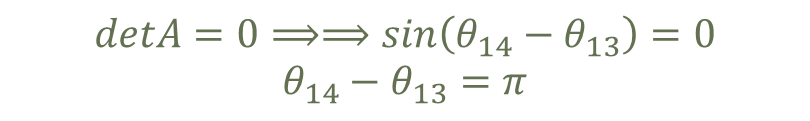 detA = 0 ⟹⟹ sin(θ₁₄ − θ₁₃) = 0
θ₁₄ − θ₁₃ = π